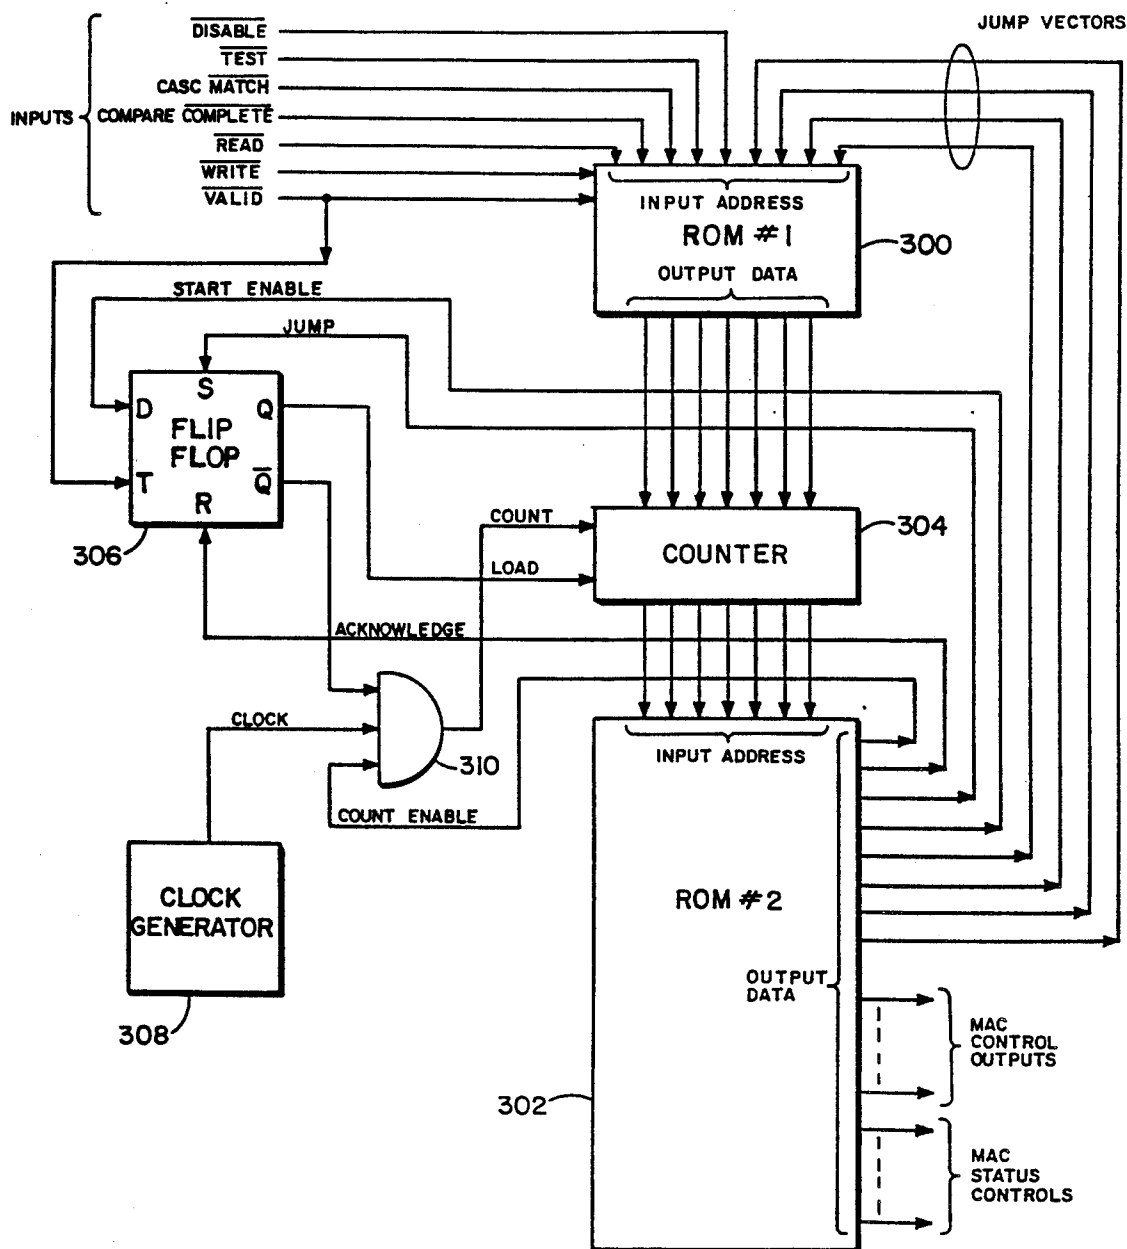 JUMP VECTORS
DISABLE
TEST
CASC MATCH
INPUTS
COMPARE COMPLETE
READ
WRITE
VALID
INPUT ADDRESS
ROM #1
300
OUTPUT DATA
START ENABLE
JUMP
S
D
Q
FLIP
FLOP
T
Q̅
R
306
COUNT
304
COUNTER
LOAD
ACKNOWLEDGE
CLOCK
INPUT ADDRESS
310
COUNT ENABLE
CLOCK
GENERATOR
ROM #2
308
OUTPUT
DATA
MAC
CONTROL
OUTPUTS
302
MAC
STATUS
CONTROLS